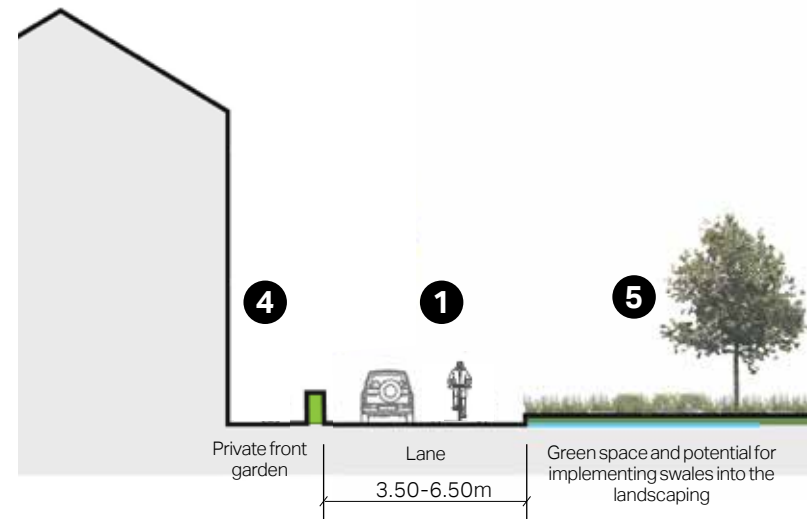 4
1
5
Private front
garden
Lane
3.50-6.50m
Green space and potential for
implementing swales into the
landscaping